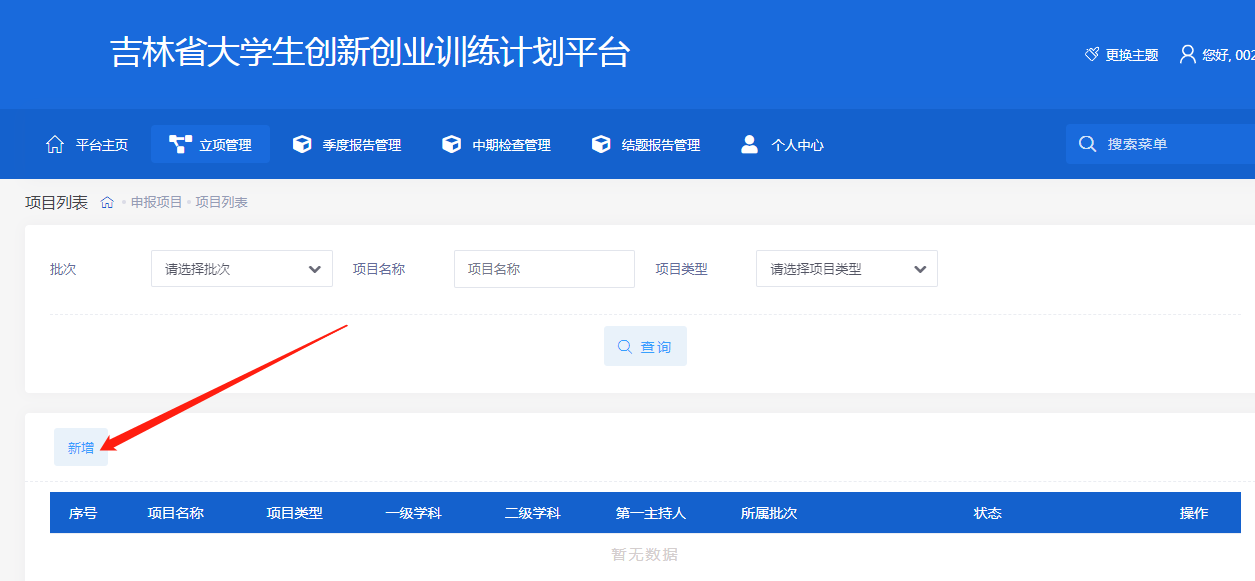 吉林省大学生创新创业训练计划平台
更换主题 您好, 002
平台主页 立项管理 季度报告管理 中期检查管理 结题报告管理 个人中心 搜索菜单
项目列表 申报项目 项目列表
批次 请选择批次 项目名称 项目名称 项目类型 请选择项目类型
查询
新增
序号 项目名称 项目类型 一级学科 二级学科 第一主持人 所属批次 状态 操作
暂无数据